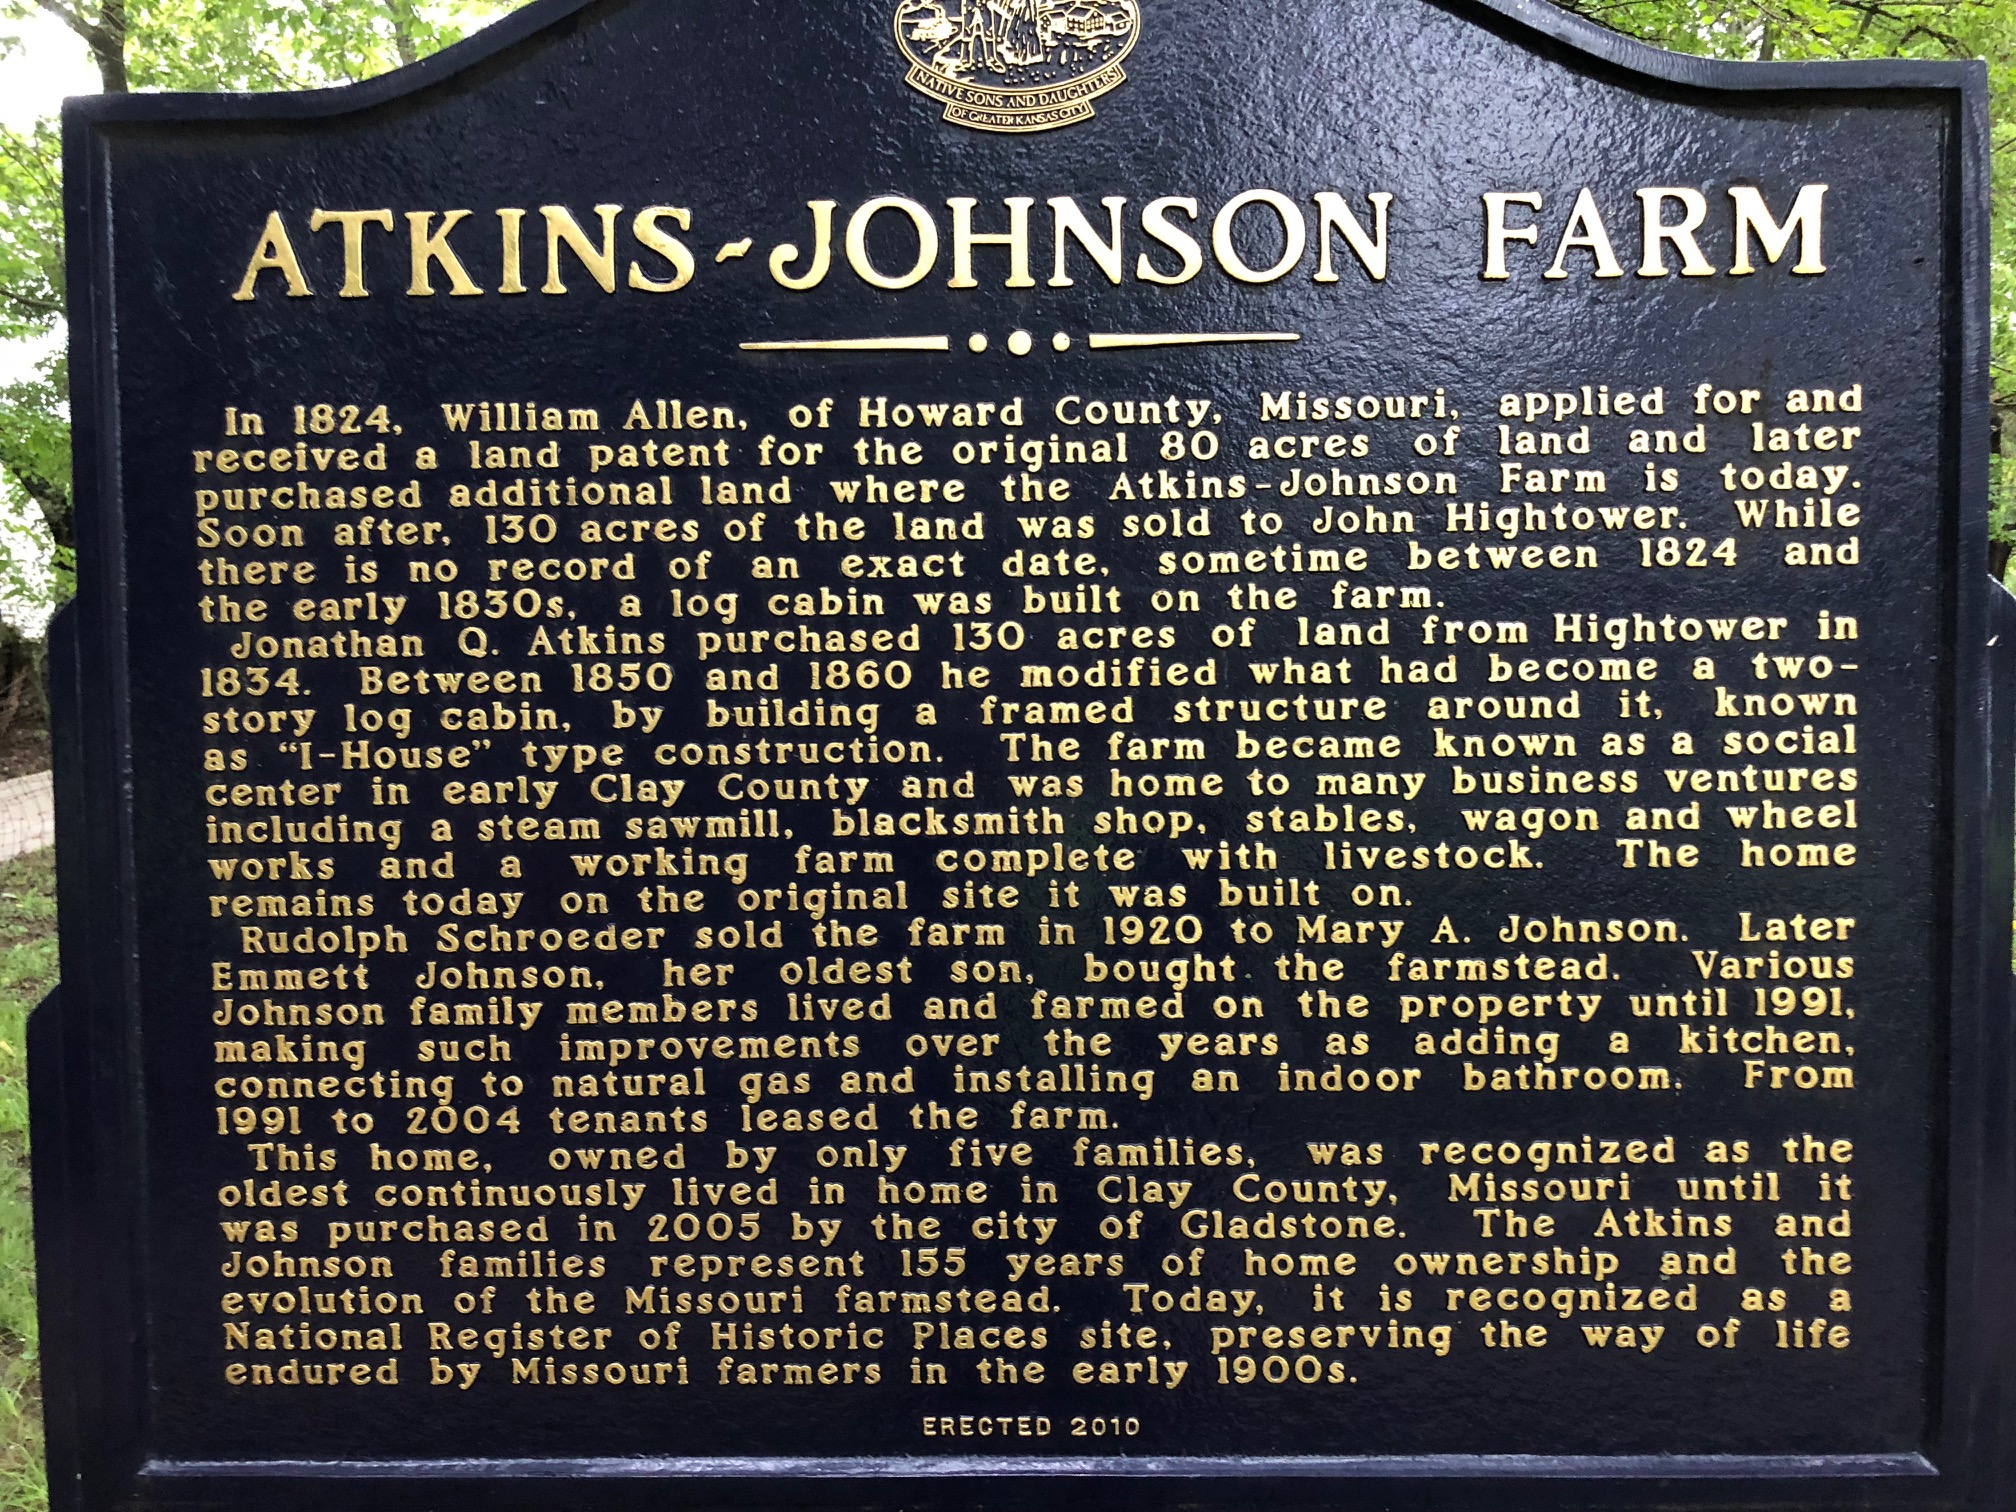 NATIVE SONS AND DAUGHTERS
OF GREATER KANSAS CITY
ATKINS-JOHNSON FARM
In 1824, William Allen, of Howard County, Missouri, applied for and
received a land patent for the original 80 acres of land and later
purchased additional land where the Atkins-Johnson Farm is today.
Soon after, 130 acres of the land was sold to John Hightower. While
there is no record of an exact date, sometime between 1824 and
the early 1830s, a log cabin was built on the farm.
Jonathan Q. Atkins purchased 130 acres of land from Hightower in
1834. Between 1850 and 1860 he modified what had become a two-
story log cabin, by building a framed structure around it, known
as "I-House" type construction. The farm became known as a social
center in early Clay County and was home to many business ventures
including a steam sawmill, blacksmith shop, stables, wagon and wheel
works and a working farm complete with livestock. The home
remains today on the original site it was built on.
Rudolph Schroeder sold the farm in 1920 to Mary A. Johnson. Later
Emmett Johnson, her oldest son, bought the farmstead. Various
Johnson family members lived and farmed on the property until 1991,
making such improvements over the years as adding a kitchen,
connecting to natural gas and installing an indoor bathroom. From
1991 to 2004 tenants leased the farm.
This home, owned by only five families, was recognized as the
oldest continuously lived in home in Clay County, Missouri until it
was purchased in 2005 by the city of Gladstone. The Atkins and
Johnson families represent 155 years of home ownership and the
evolution of the Missouri farmstead. Today, it is recognized as a
National Register of Historic Places site, preserving the way of life
endured by Missouri farmers in the early 1900s.
ERECTED 2010